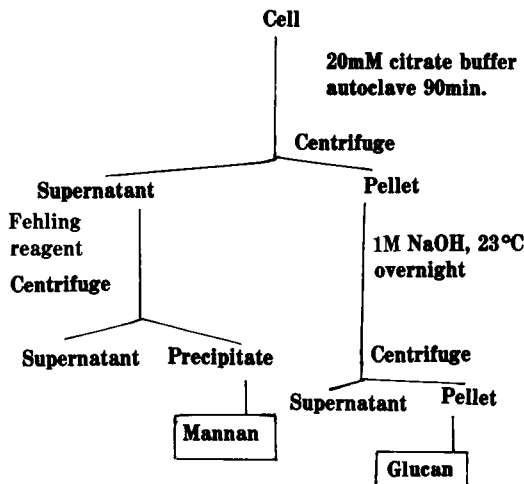 Cell
20mM citrate buffer
autoclave 90min.
Centrifuge
Supernatant
Pellet
Fehling
reagent
Centrifuge
1M NaOH, 23°C
overnight
Supernatant
Precipitate
Mannan
Centrifuge
Supernatant
Pellet
Glucan